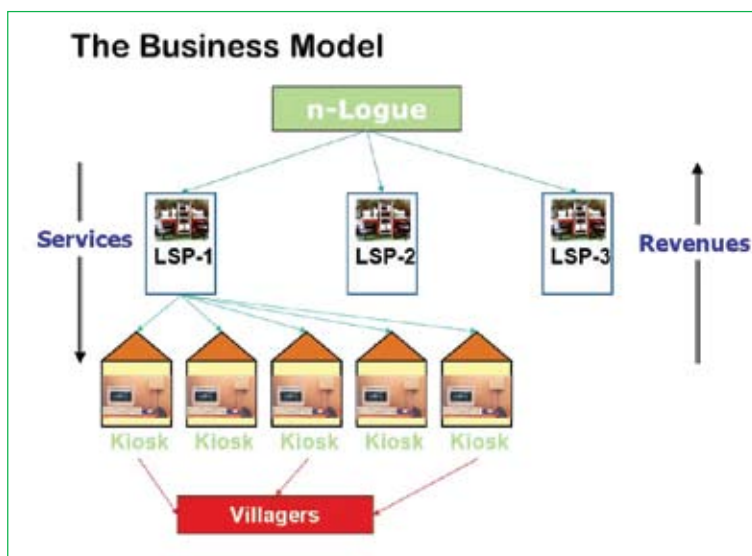 The Business Model
n-Logue
Services
LSP-1
LSP-2
LSP-3
Revenues
Kiosk
Kiosk
Kiosk
Kiosk
Kiosk
Villagers